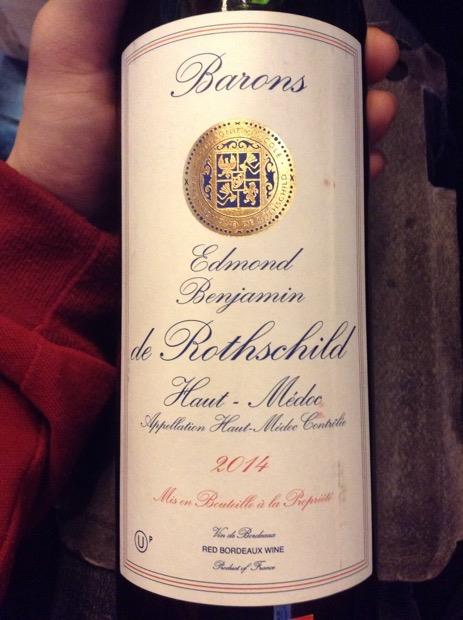 Barons
Edmond
Benjamin
de Rothschild
Haut - Médoc
Appellation Haut-Médoc Contrôlée
2014
Mis en Bouteille à la Propriété
Vin de Bordeaux
U P
RED BORDEAUX WINE
Product of France